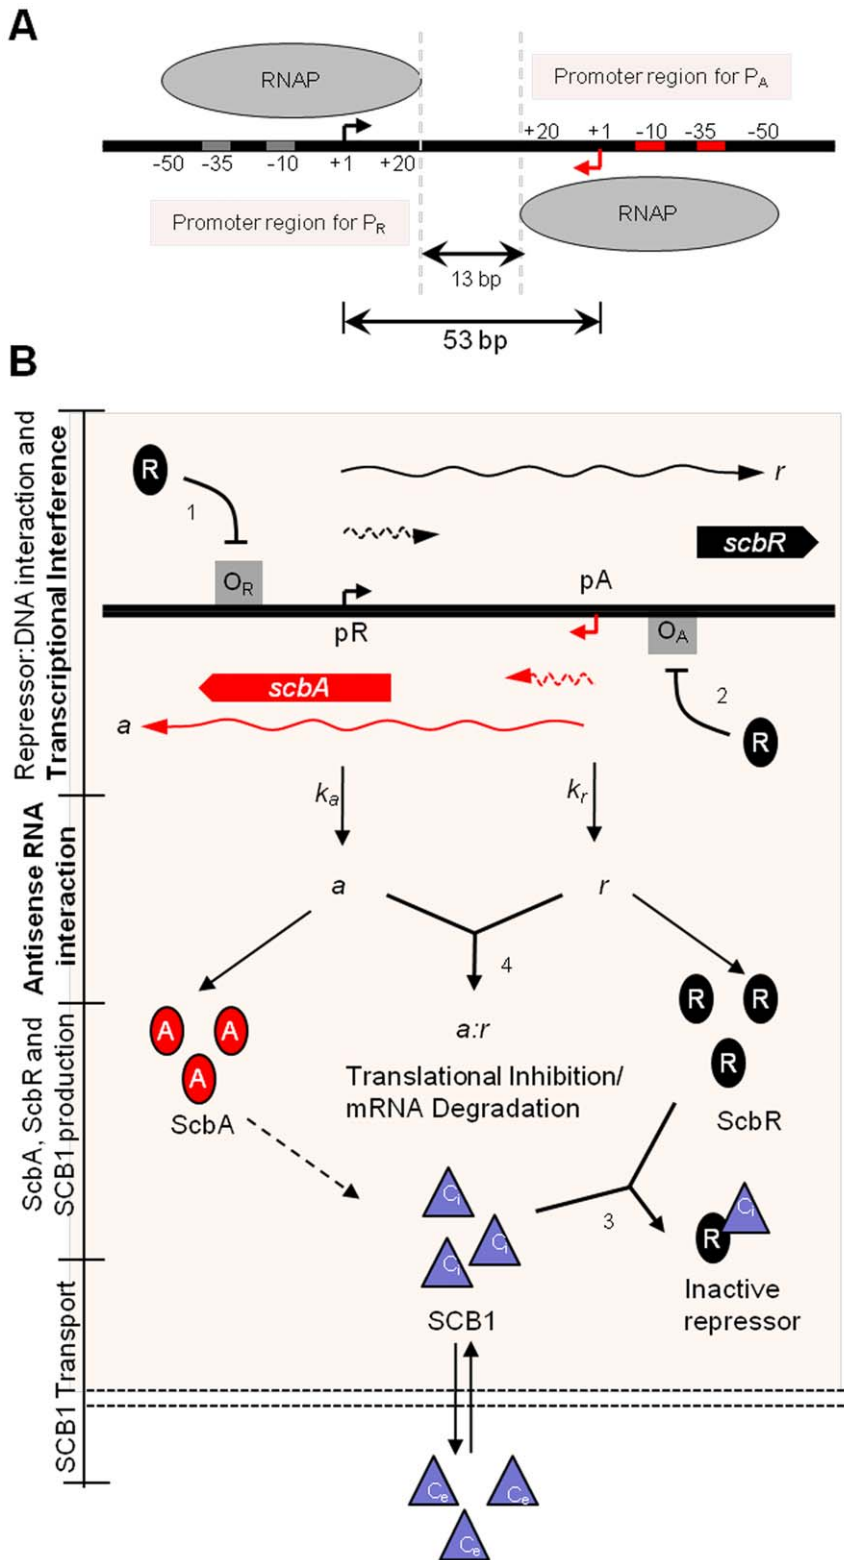 A
RNAP
Promoter region for PA
+20 +1 -10 -35 -50
-50 -35 -10 +1 +20
Promoter region for PR
RNAP
13 bp
53 bp
B
Repressor:DNA interaction and
Transcriptional Interference
R
r
1
scbR
OR
pA
pR
OA
scbA
2
a
R
ka
kr
Antisense RNA
interaction
a
r
4
R R
A A
a:r
R
A
Translational Inhibition/
mRNA Degradation
ScbA
ScbR
ScbA, ScbR and
SCB1 production
Ci
Ci
3
R Ci
Ci
Inactive
repressor
SCB1
SCB1 Transport
Ce Ce
Ce